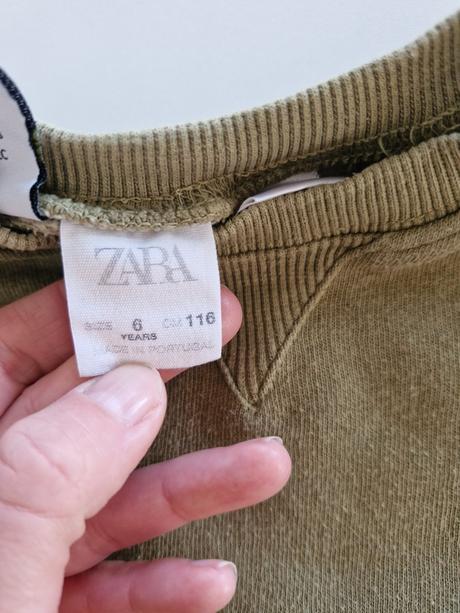 ZARA
SIZE 6 CM 116
YEARS
MADE IN PORTUGAL